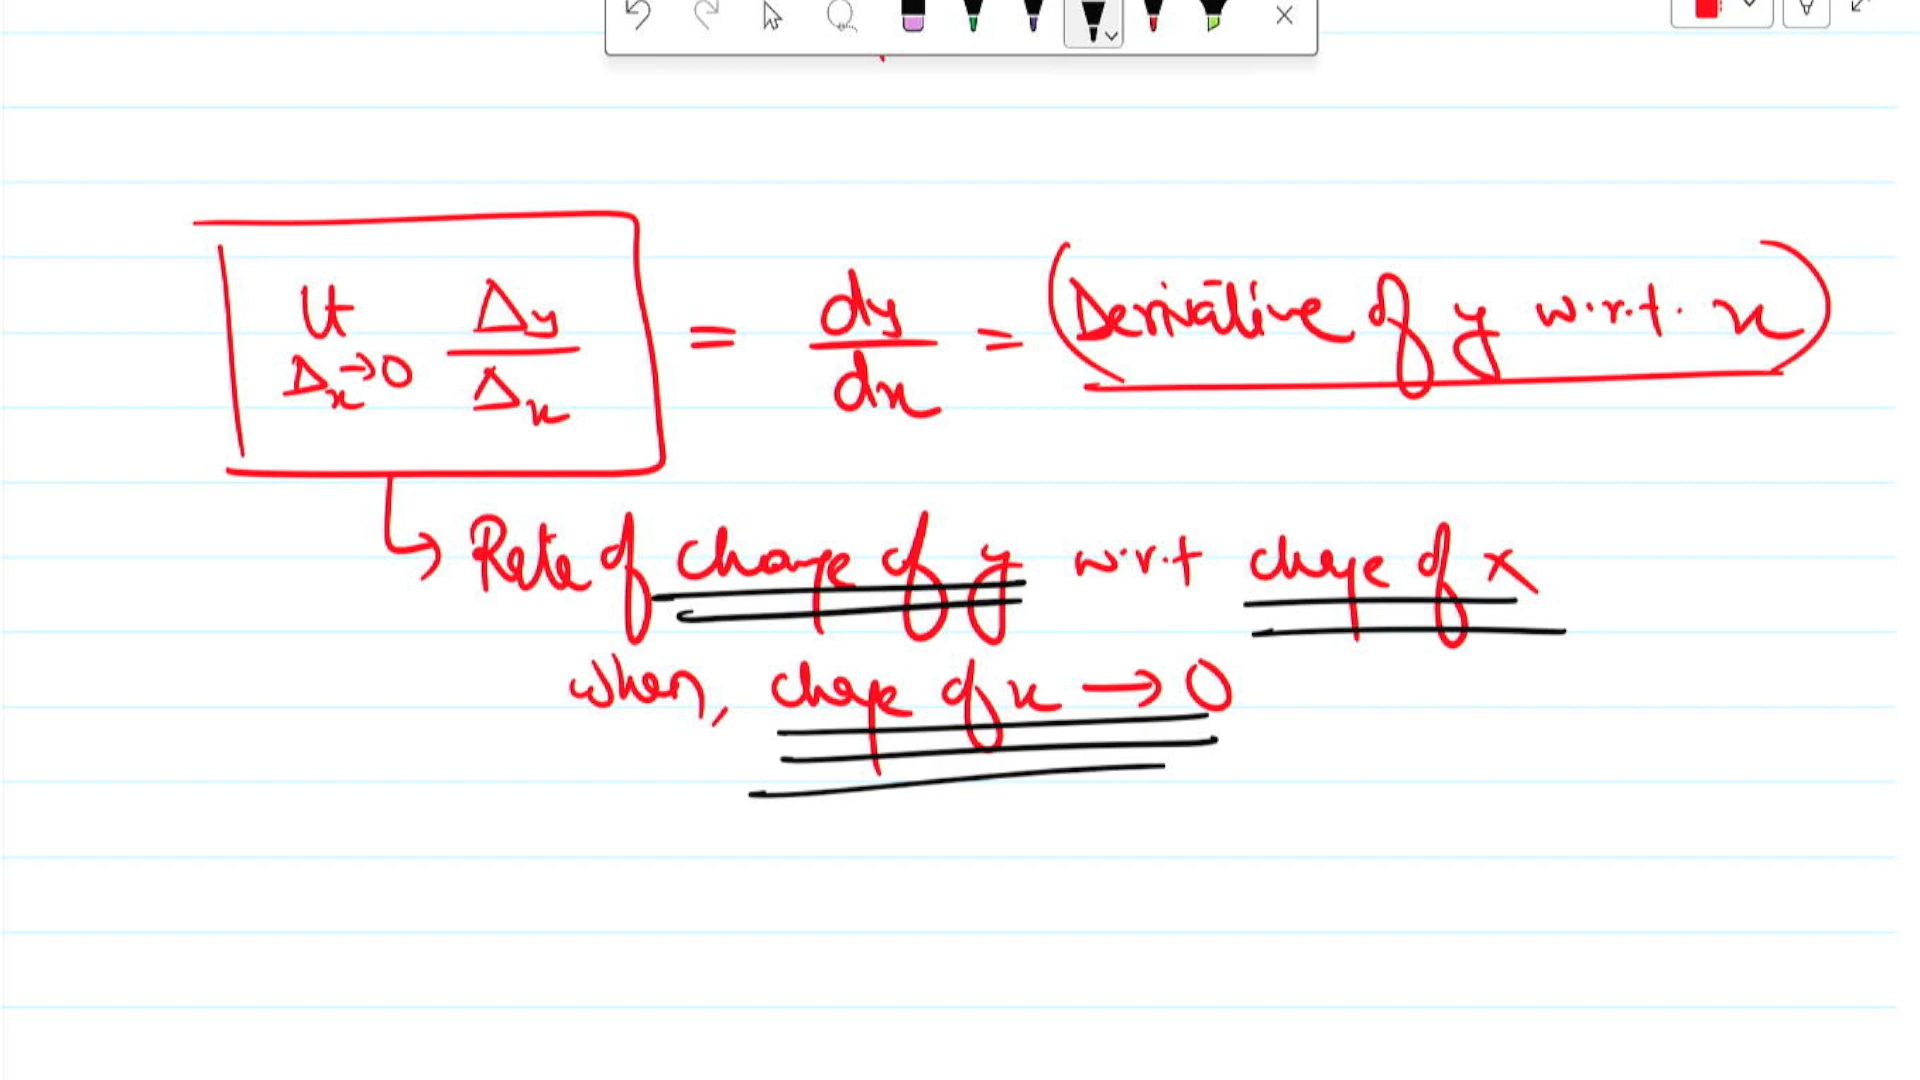 lt Δx→0 Δy/Δx = dy/dx = (Derivative of y w.r.t. x)
↳ Rate of change of y w.r.t change of x
when, change of x → 0